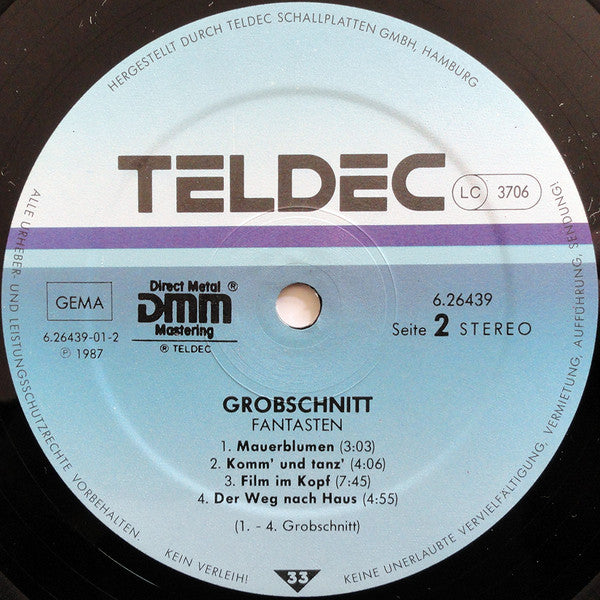 HERGESTELLT DURCH TELDEC SCHALLPLATTEN GMBH, HAMBURG
TELDEC
LC 3706
GEMA
6.26439-01-2
℗ 1987
Direct Metal ®
DMM
Mastering
® TELDEC
6.26439
Seite 2 STEREO
GROBSCHNITT
FANTASTEN
1. Mauerblumen (3:03)
2. Komm' und tanz' (4:06)
3. Film im Kopf (7:45)
4. Der Weg nach Haus (4:55)
(1. - 4. Grobschnitt)
33
ALLE URHEBER- UND LEISTUNGSSCHUTZRECHTE VORBEHALTEN.
KEIN VERLEIH!
KEINE UNERLAUBTE VERVIELFÄLTIGUNG, VERMIETUNG, AUFFÜHRUNG, SENDUNG!